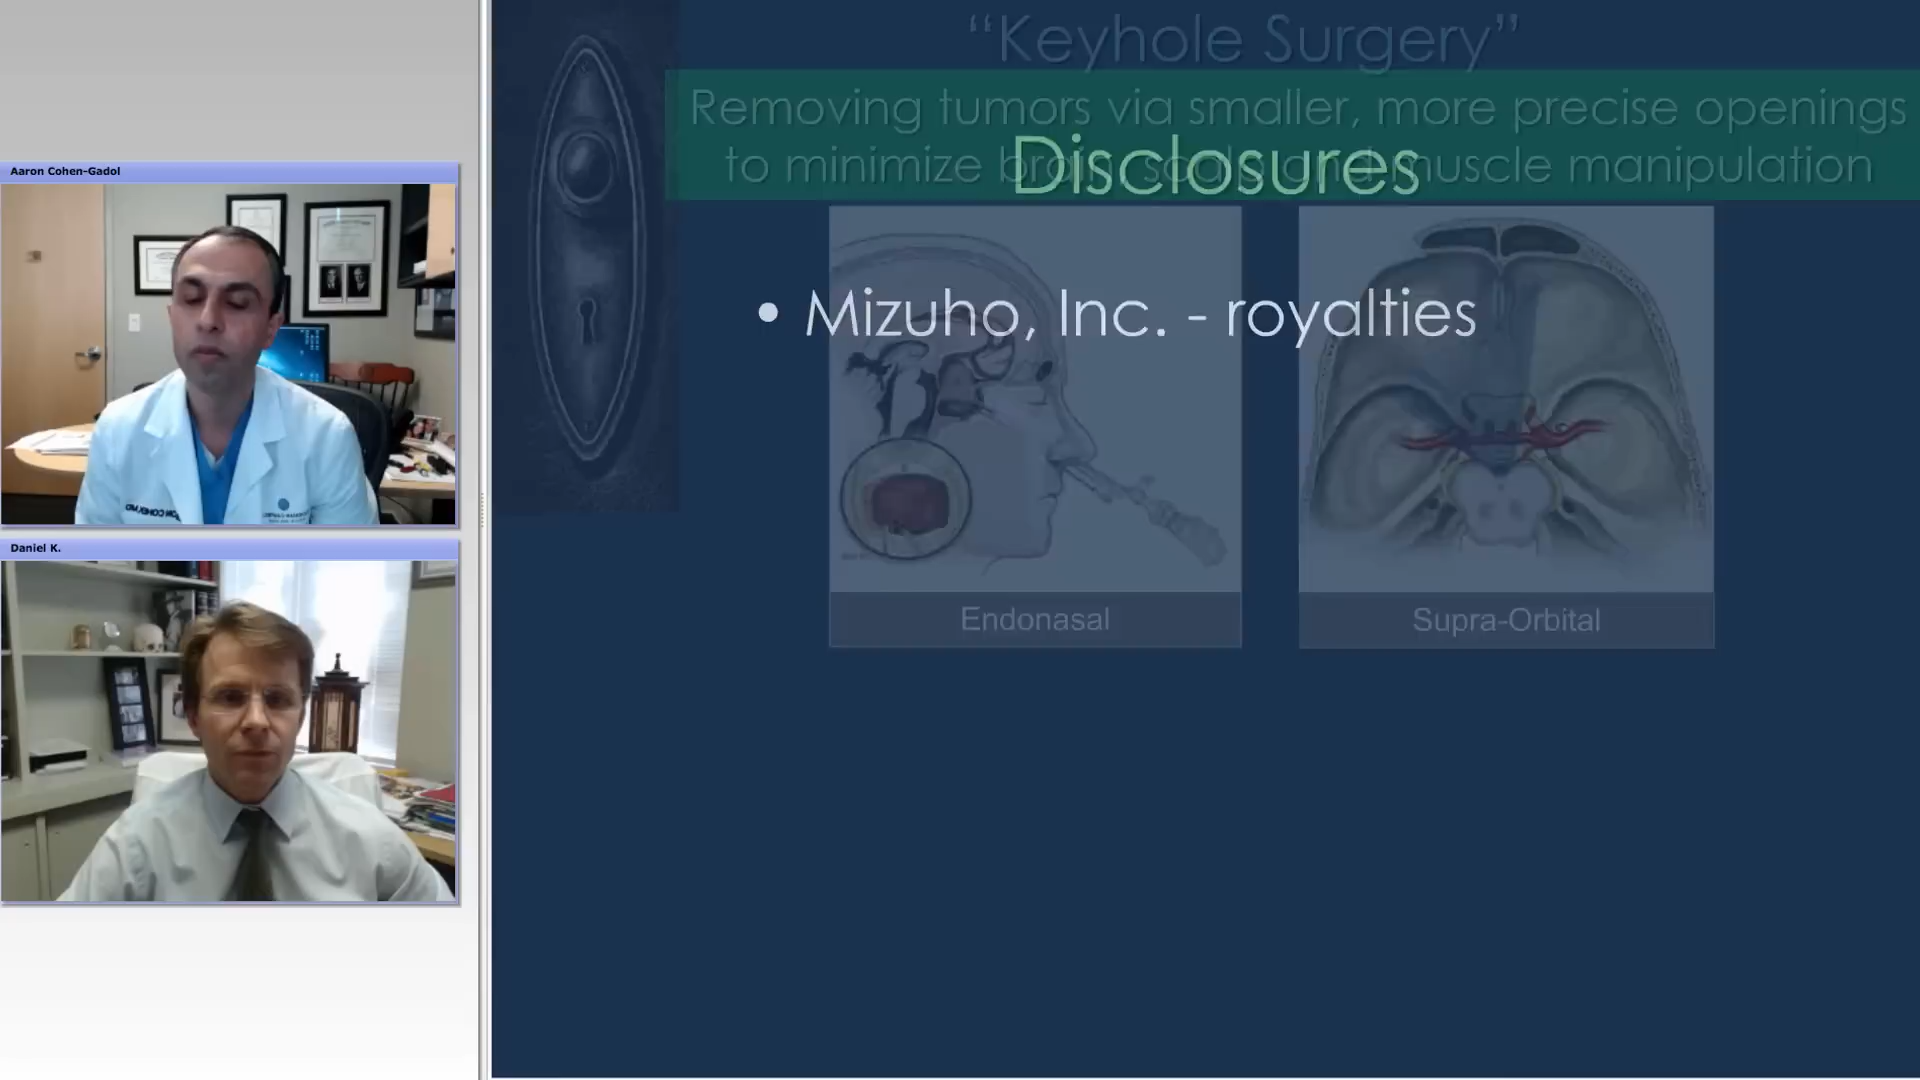 Aaron Cohen-Gadol
Daniel K.
“Keyhole Surgery”
Removing tumors via smaller, more precise openings
to minimize muscle manipulation
Disclosures
• Mizuho, Inc. - royalties
Endonasal
Supra-Orbital